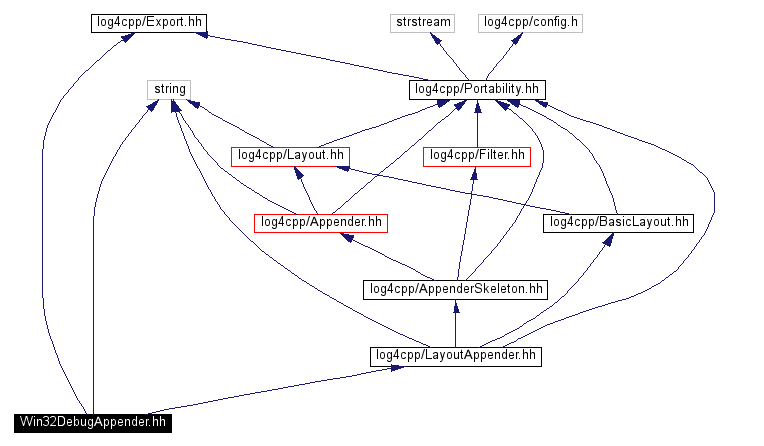 log4cpp/Export.hh
strstream
log4cpp/config.h
string
log4cpp/Portability.hh
log4cpp/Layout.hh
log4cpp/Filter.hh
log4cpp/Appender.hh
log4cpp/BasicLayout.hh
log4cpp/AppenderSkeleton.hh
log4cpp/LayoutAppender.hh
Win32DebugAppender.hh